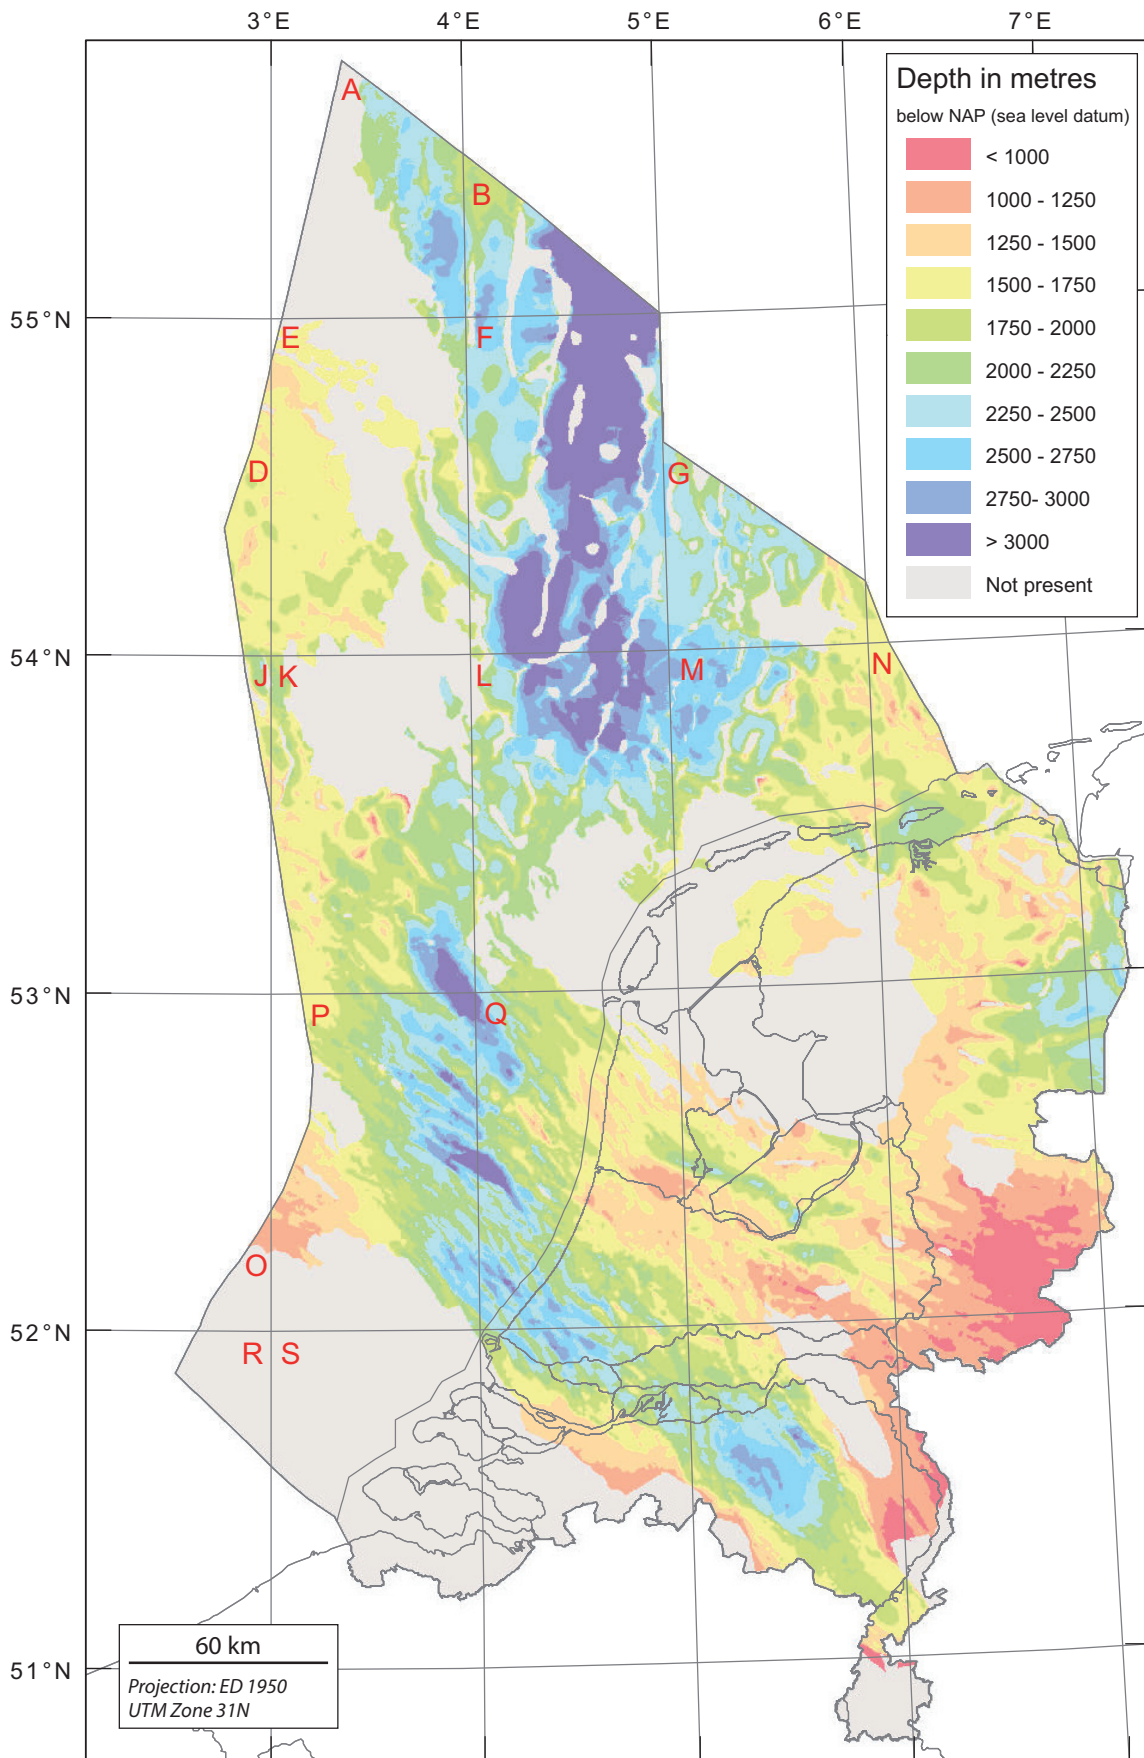 3°E 4°E 5°E 6°E 7°E
Depth in metres
below NAP (sea level datum)
< 1000
1000 - 1250
1250 - 1500
1500 - 1750
1750 - 2000
2000 - 2250
2250 - 2500
2500 - 2750
2750- 3000
> 3000
Not present
A
B
55°N
E
F
D
G
54°N
J K L M N
53°N
P
Q
O
52°N
R S
51°N
60 km
Projection: ED 1950
UTM Zone 31N